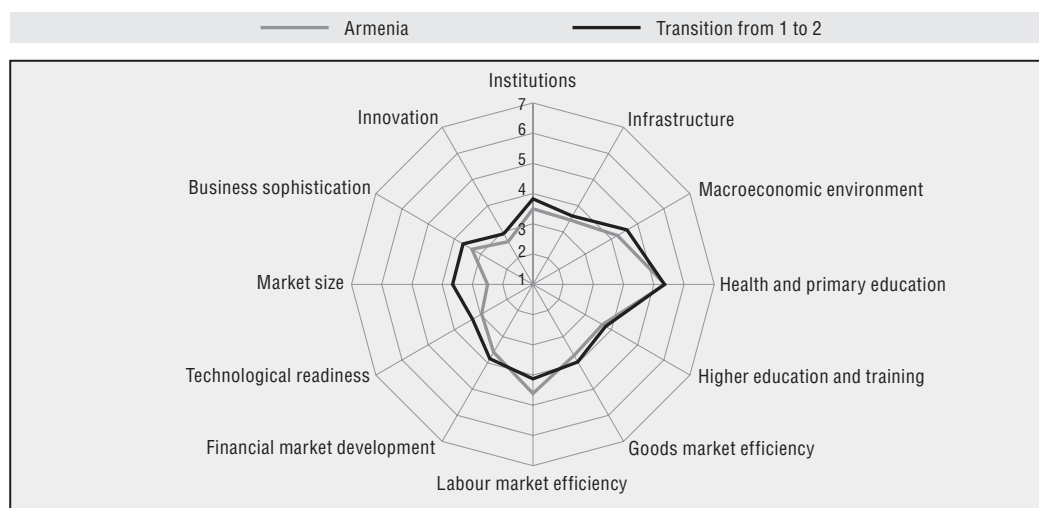 Armenia
Transition from 1 to 2
Institutions
7
Innovation
Infrastructure
6
5
Business sophistication
Macroeconomic environment
4
3
2
Market size
1
Health and primary education
Technological readiness
Higher education and training
Financial market development
Goods market efficiency
Labour market efficiency